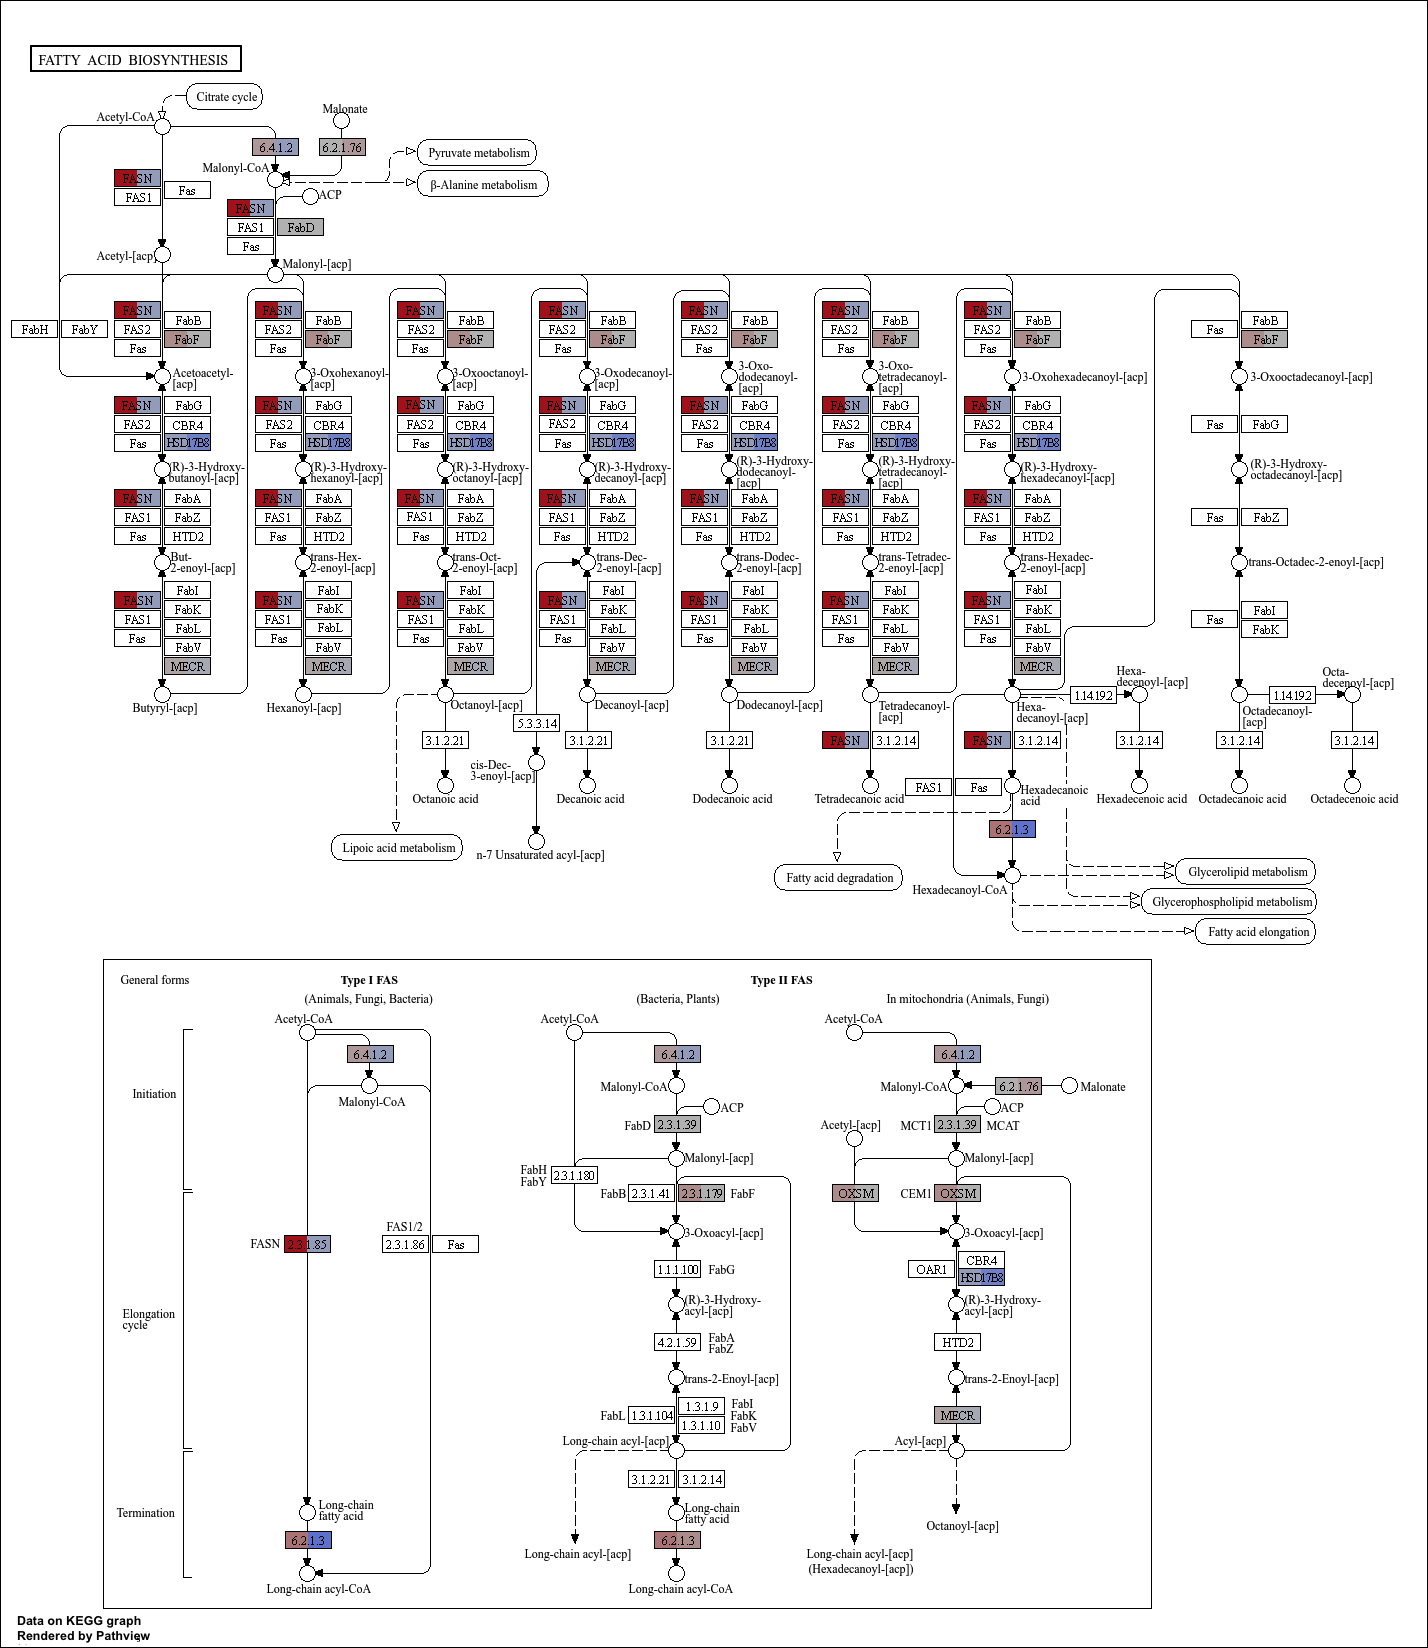 FATTY ACID BIOSYNTHESIS
Citrate cycle
Malonate
Acetyl-CoA
6.4.1.2
6.2.1.76
Pyruvate metabolism
Malonyl-CoA
FASN
β-Alanine metabolism
Fas
FAS1
ACP
FASN
FAS1
FabD
Fas
Acetyl-[acp]
Malonyl-[acp]
FASN FASN FASN FASN FASN FASN FASN
FabB FabB FabB FabB FabB FabB FabB FabB
FabH FabY FAS2 FAS2 FAS2 FAS2 FAS2 FAS2 FAS2 Fas
FabF FabF FabF FabF FabF FabF FabF FabF
Fas Fas Fas Fas Fas Fas Fas
Acetoacetyl-[acp]
3-Oxohexanoyl-[acp]
3-Oxooctanoyl-[acp]
3-Oxodecanoyl-[acp]
3-Oxo-dodecanoyl-[acp]
3-Oxo-tetradecanoyl-[acp]
3-Oxohexadecanoyl-[acp]
3-Oxooctadecanoyl-[acp]
FASN FabG FASN FabG FASN FabG FASN FabG FASN FabG FASN FabG FASN FabG
FAS2 CBR4 FAS2 CBR4 FAS2 CBR4 FAS2 CBR4 FAS2 CBR4 FAS2 CBR4 FAS2 CBR4 Fas FabG
Fas HSD17B8 Fas HSD17B8 Fas HSD17B8 Fas HSD17B8 Fas HSD17B8 Fas HSD17B8 Fas HSD17B8
(R)-3-Hydroxy-butanoyl-[acp]
(R)-3-Hydroxy-hexanoyl-[acp]
(R)-3-Hydroxy-octanoyl-[acp]
(R)-3-Hydroxy-decanoyl-[acp]
(R)-3-Hydroxy-dodecanoyl-[acp]
(R)-3-Hydroxy-tetradecanoyl-[acp]
(R)-3-Hydroxy-hexadecanoyl-[acp]
(R)-3-Hydroxy-octadecanoyl-[acp]
FASN FabA FASN FabA FASN FabA FASN FabA FASN FabA FASN FabA FASN FabA
FAS1 FabZ FAS1 FabZ FAS1 FabZ FAS1 FabZ FAS1 FabZ FAS1 FabZ FAS1 FabZ Fas FabZ
Fas HTD2 Fas HTD2 Fas HTD2 Fas HTD2 Fas HTD2 Fas HTD2 Fas HTD2
But-2-enoyl-[acp]
trans-Hex-2-enoyl-[acp]
trans-Oct-2-enoyl-[acp]
trans-Dec-2-enoyl-[acp]
trans-Dodec-2-enoyl-[acp]
trans-Tetradec-2-enoyl-[acp]
trans-Hexadec-2-enoyl-[acp]
trans-Octadec-2-enoyl-[acp]
FabI FabI FabI FabI FabI FabI FabI
FASN FASN FASN FASN FASN FASN FASN
FabK FabK FabK FabK FabK FabK FabK FabI
FAS1 FAS1 FAS1 FAS1 FAS1 FAS1 FAS1 Fas
FabL FabL FabL FabL FabL FabL FabL FabK
Fas Fas Fas Fas Fas Fas Fas
FabV FabV FabV FabV FabV FabV FabV
MECR MECR MECR MECR MECR MECR MECR
Butyryl-[acp]
Hexanoyl-[acp]
Octanoyl-[acp]
Decanoyl-[acp]
Dodecanoyl-[acp]
Tetradecanoyl-[acp]
Hexa-decanoyl-[acp]
1.14.19.2
Hexa-decenoyl-[acp]
Octadecanoyl-[acp]
1.14.19.2
Octa-decenoyl-[acp]
5.3.3.14
3.1.2.21 3.1.2.21 3.1.2.21 FASN 3.1.2.14 FASN 3.1.2.14 3.1.2.14 3.1.2.14 3.1.2.14
cis-Dec-3-enoyl-[acp]
FAS1 Fas
Octanoic acid
Decanoic acid
Dodecanoic acid
Tetradecanoic acid
Hexadecanoic acid
Hexadecenoic acid
Octadecanoic acid
Octadecenoic acid
6.2.1.3
Lipoic acid metabolism
n-7 Unsaturated acyl-[acp]
Fatty acid degradation
Hexadecanoyl-CoA
Glycerolipid metabolism
Glycerophospholipid metabolism
Fatty acid elongation
General forms
Type I FAS
Type II FAS
(Animals, Fungi, Bacteria)
(Bacteria, Plants)
In mitochondria (Animals, Fungi)
Initiation
Elongation
cycle
Termination
Acetyl-CoA
6.4.1.2
Malonyl-CoA
FASN 2.3.1.85
FAS1/2
2.3.1.86 Fas
Long-chain
fatty acid
6.2.1.3
Long-chain acyl-CoA
Acetyl-CoA
6.4.1.2
Malonyl-CoA
ACP
FabD 2.3.1.39
Malonyl-[acp]
FabH
FabY
2.3.1.180
FabB 2.3.1.41 2.3.1.179 FabF
3-Oxoacyl-[acp]
1.1.1.100 FabG
(R)-3-Hydroxy-
acyl-[acp]
4.2.1.59
FabA
FabZ
trans-2-Enoyl-[acp]
FabL 1.3.1.104
1.3.1.9
1.3.1.10
FabI
FabK
FabV
Long-chain acyl-[acp]
3.1.2.21 3.1.2.14
Long-chain
fatty acid
6.2.1.3
Long-chain acyl-[acp]
Long-chain acyl-CoA
Acetyl-CoA
6.4.1.2
Malonyl-CoA
6.2.1.76
Malonate
ACP
Acetyl-[acp]
MCT1 2.3.1.39 MCAT
Malonyl-[acp]
OXSM
CEM1 OXSM
3-Oxoacyl-[acp]
CBR4
OAR1
HSD17B8
(R)-3-Hydroxy-
acyl-[acp]
HTD2
trans-2-Enoyl-[acp]
MECR
Acyl-[acp]
Octanoyl-[acp]
Long-chain acyl-[acp]
(Hexadecanoyl-[acp])
Data on KEGG graph
Rendered by Pathview